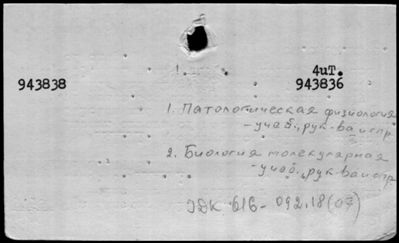 4иТ.
943838 943836
1. Патологическая физиология
- учеб., рук-ва и спр.
2. Биология молекулярная
- учеб., рук-ва и спр.
УДК 616-092.18(07)